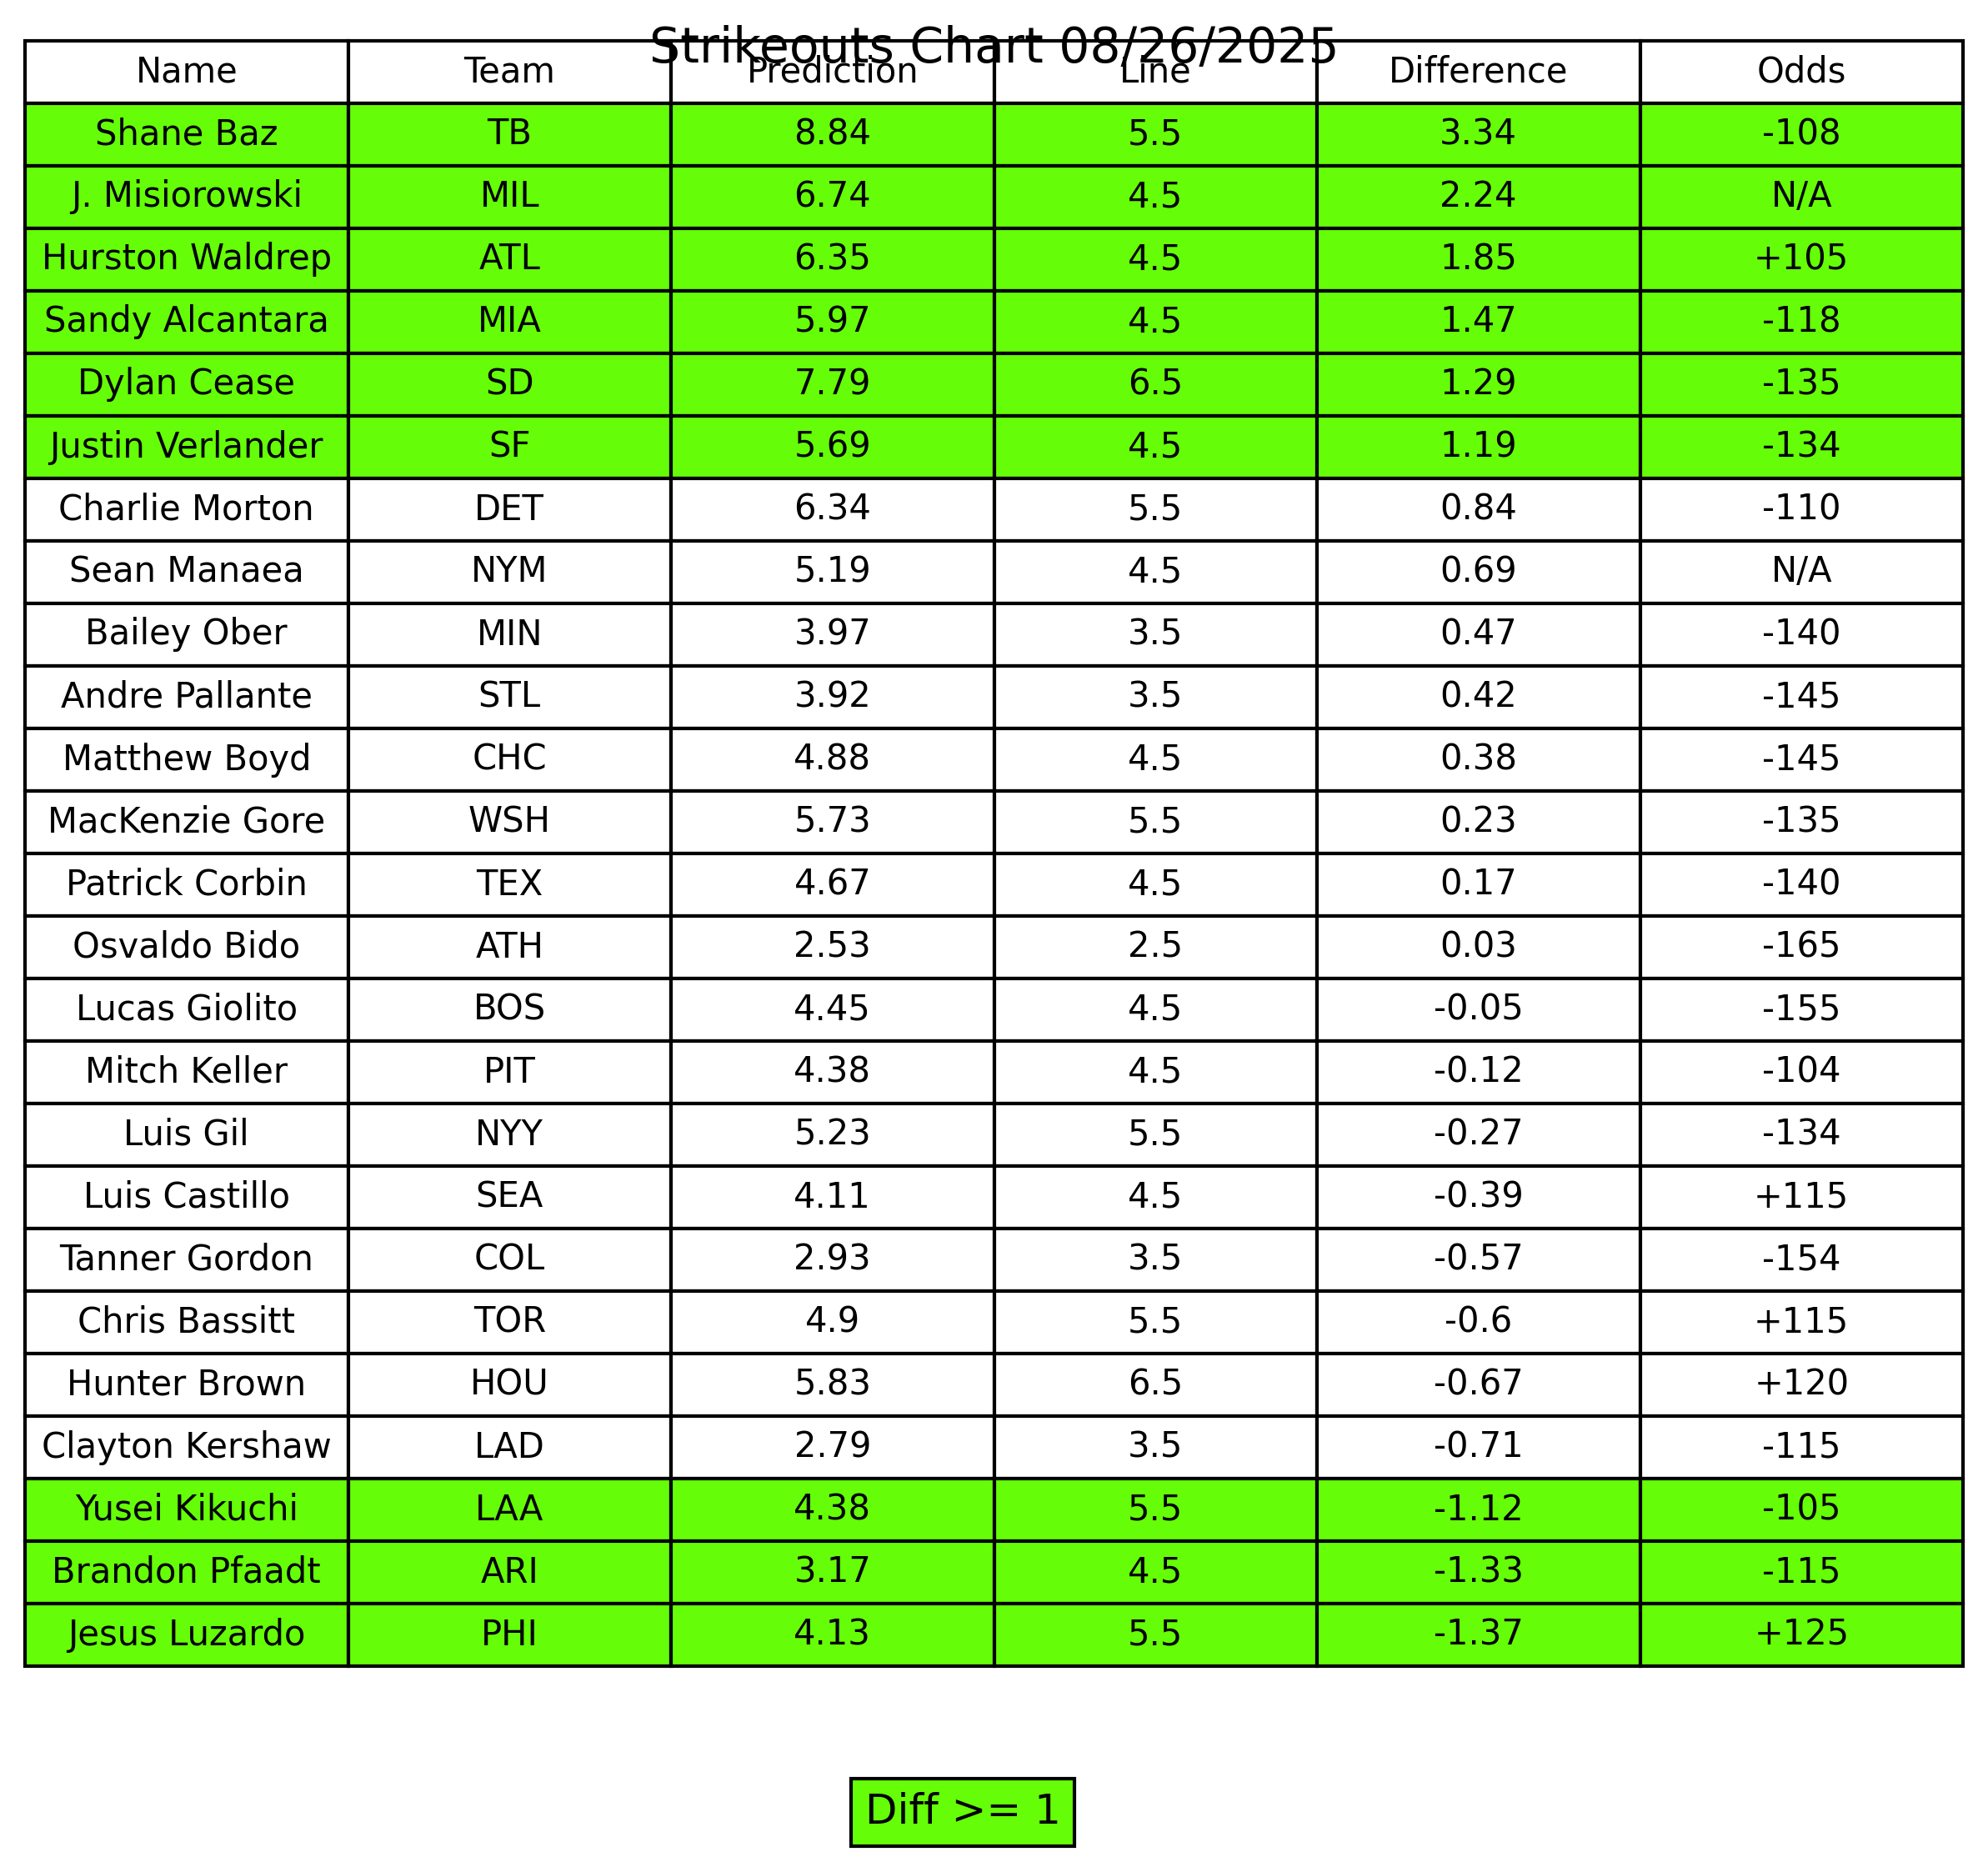 Strikeouts Chart 08/26/2025
Name Team Prediction Line Difference Odds
Shane Baz TB 8.84 5.5 3.34 -108
J. Misiorowski MIL 6.74 4.5 2.24 N/A
Hurston Waldrep ATL 6.35 4.5 1.85 +105
Sandy Alcantara MIA 5.97 4.5 1.47 -118
Dylan Cease SD 7.79 6.5 1.29 -135
Justin Verlander SF 5.69 4.5 1.19 -134
Charlie Morton DET 6.34 5.5 0.84 -110
Sean Manaea NYM 5.19 4.5 0.69 N/A
Bailey Ober MIN 3.97 3.5 0.47 -140
Andre Pallante STL 3.92 3.5 0.42 -145
Matthew Boyd CHC 4.88 4.5 0.38 -145
MacKenzie Gore WSH 5.73 5.5 0.23 -135
Patrick Corbin TEX 4.67 4.5 0.17 -140
Osvaldo Bido ATH 2.53 2.5 0.03 -165
Lucas Giolito BOS 4.45 4.5 -0.05 -155
Mitch Keller PIT 4.38 4.5 -0.12 -104
Luis Gil NYY 5.23 5.5 -0.27 -134
Luis Castillo SEA 4.11 4.5 -0.39 +115
Tanner Gordon COL 2.93 3.5 -0.57 -154
Chris Bassitt TOR 4.9 5.5 -0.6 +115
Hunter Brown HOU 5.83 6.5 -0.67 +120
Clayton Kershaw LAD 2.79 3.5 -0.71 -115
Yusei Kikuchi LAA 4.38 5.5 -1.12 -105
Brandon Pfaadt ARI 3.17 4.5 -1.33 -115
Jesus Luzardo PHI 4.13 5.5 -1.37 +125
Diff >= 1